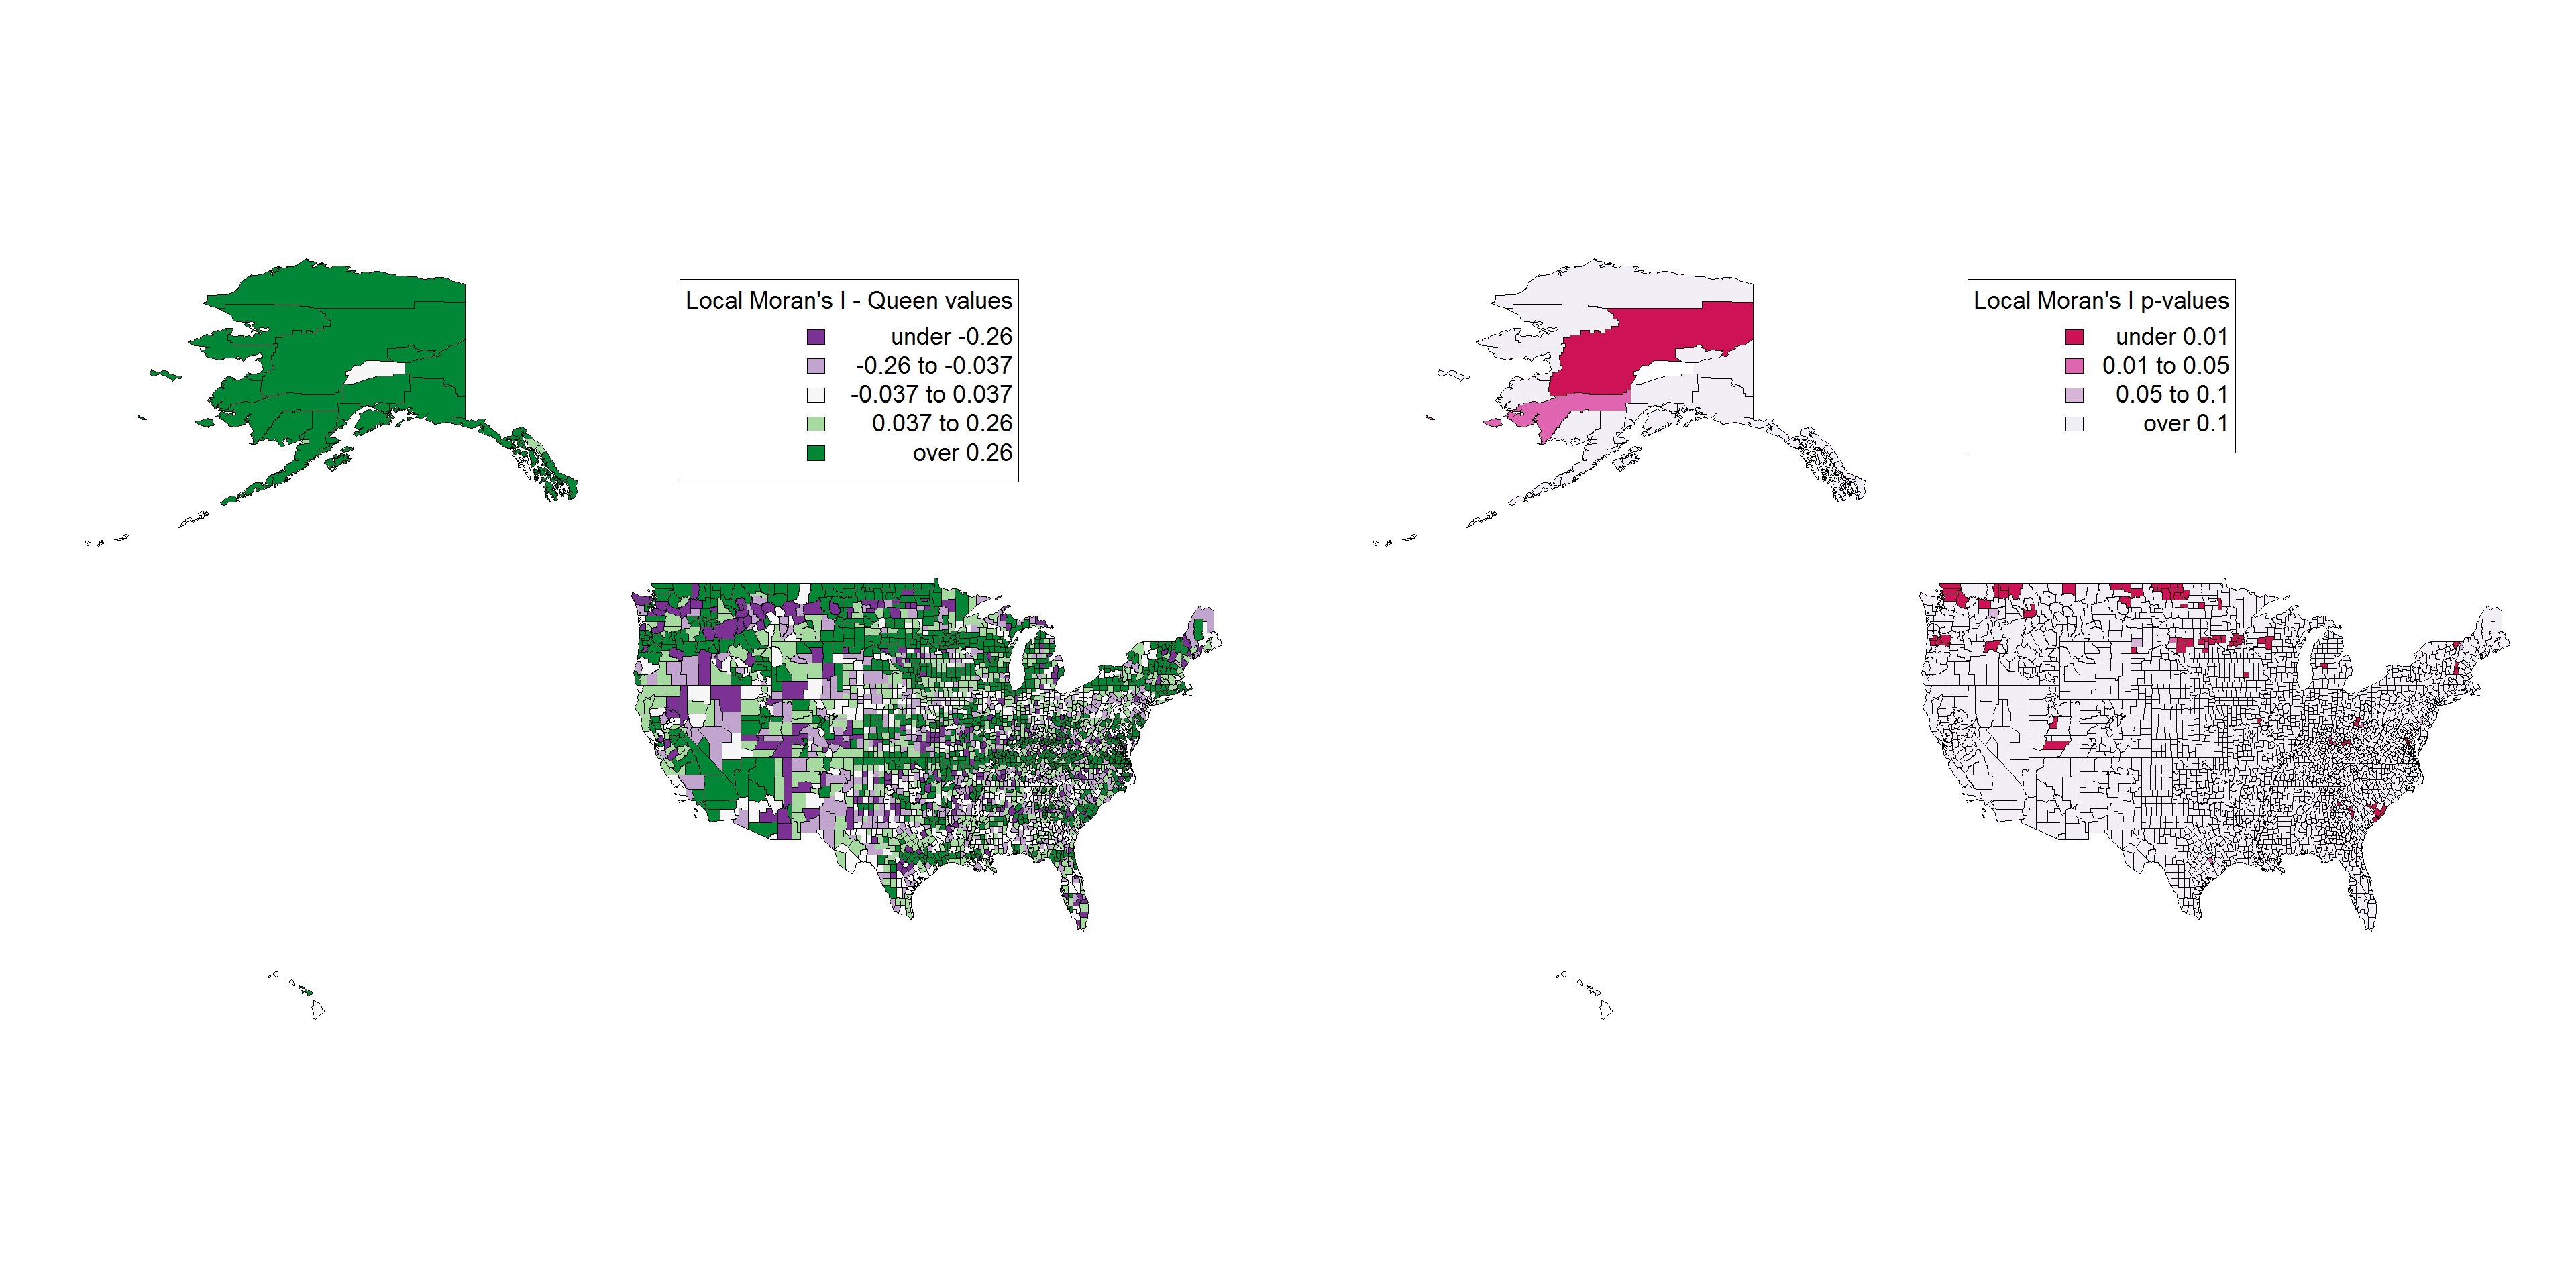 Local Moran's I - Queen values
under -0.26
-0.26 to -0.037
-0.037 to 0.037
0.037 to 0.26
over 0.26
Local Moran's I p-values
under 0.01
0.01 to 0.05
0.05 to 0.1
over 0.1